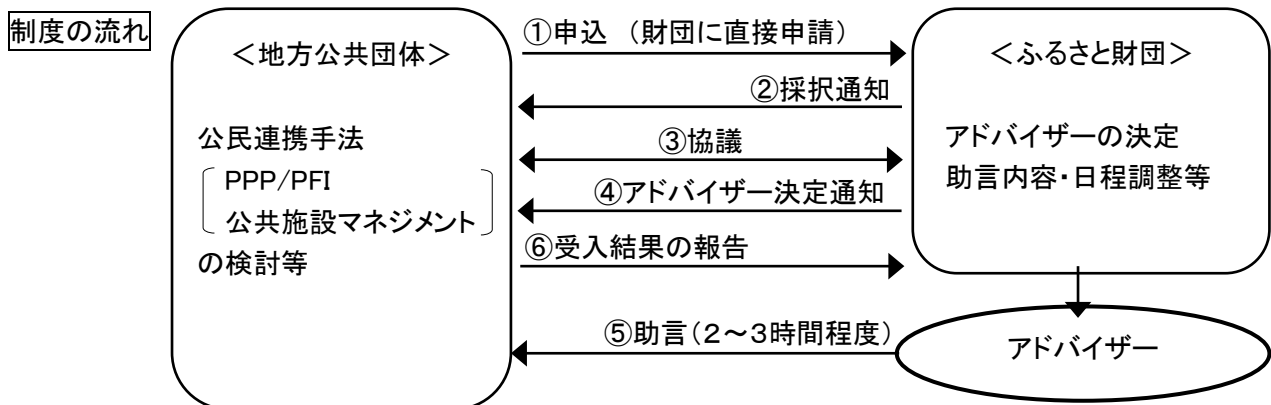 制度の流れ
＜地方公共団体＞
公民連携手法
PPP/PFI
公共施設マネジメント
の検討等
①申込　（財団に直接申請）
②採択通知
③協議
④アドバイザー決定通知
⑥受入結果の報告
⑤助言（２～３時間程度）
＜ふるさと財団＞
アドバイザーの決定
助言内容・日程調整等
アドバイザー